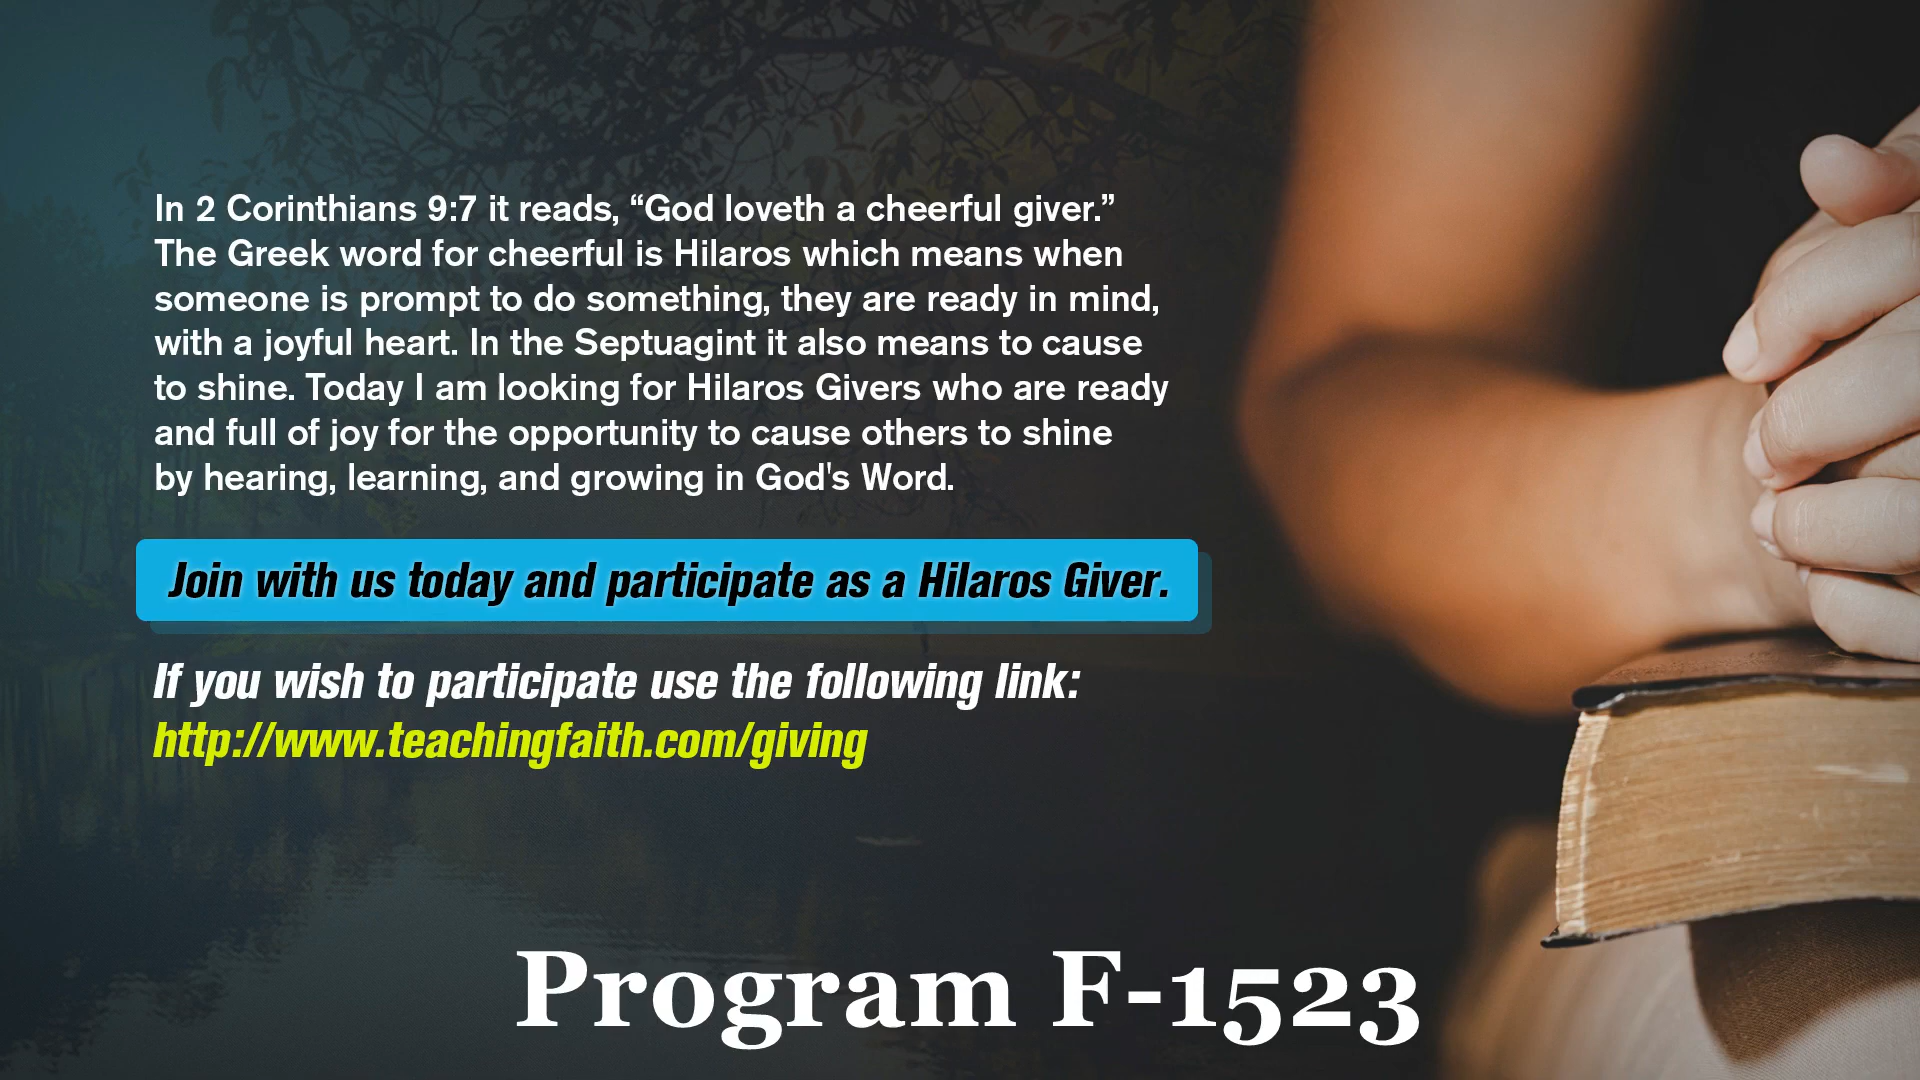 In 2 Corinthians 9:7 it reads, “God loveth a cheerful giver.”
The Greek word for cheerful is Hilaros which means when
someone is prompt to do something, they are ready in mind,
with a joyful heart. In the Septuagint it also means to cause
to shine. Today I am looking for Hilaros Givers who are ready
and full of joy for the opportunity to cause others to shine
by hearing, learning, and growing in God's Word.
Join with us today and participate as a Hilaros Giver.
If you wish to participate use the following link:
http://www.teachingfaith.com/giving
Program F-1523